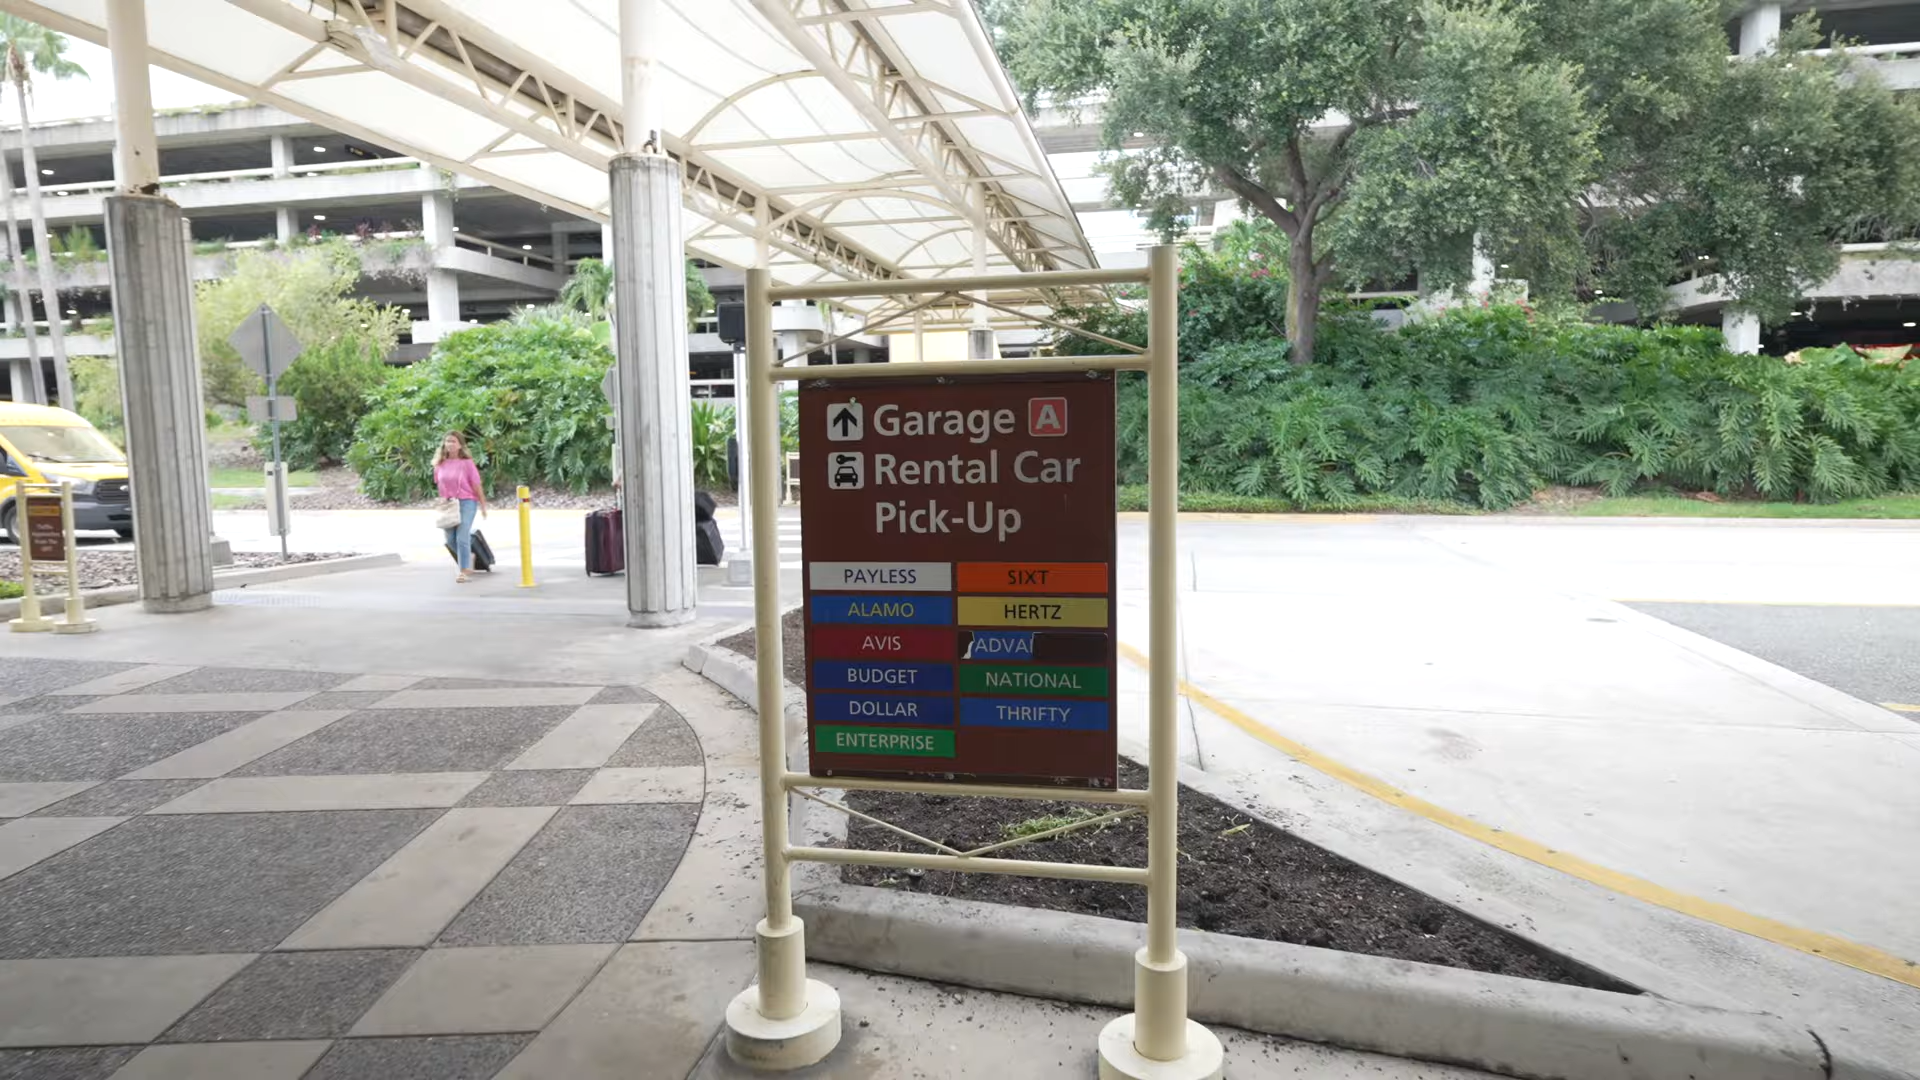 Garage A
Rental Car
Pick-Up
PAYLESS SIXT
ALAMO HERTZ
AVIS ADVA
BUDGET NATIONAL
DOLLAR THRIFTY
ENTERPRISE